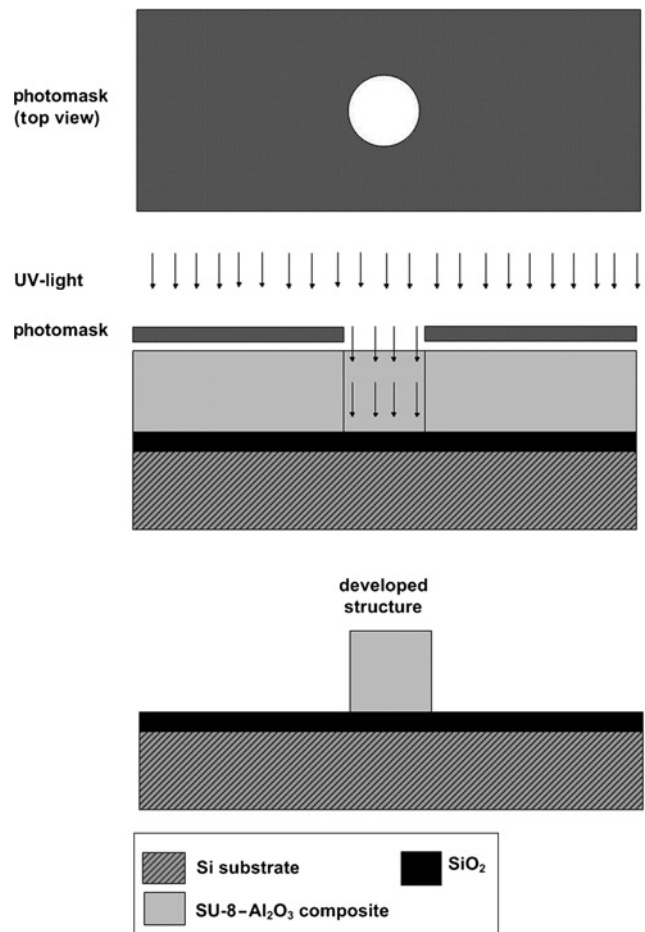 photomask
(top view)
UV-light
photomask
developed
structure
Si substrate
SiO₂
SU-8–Al₂O₃ composite